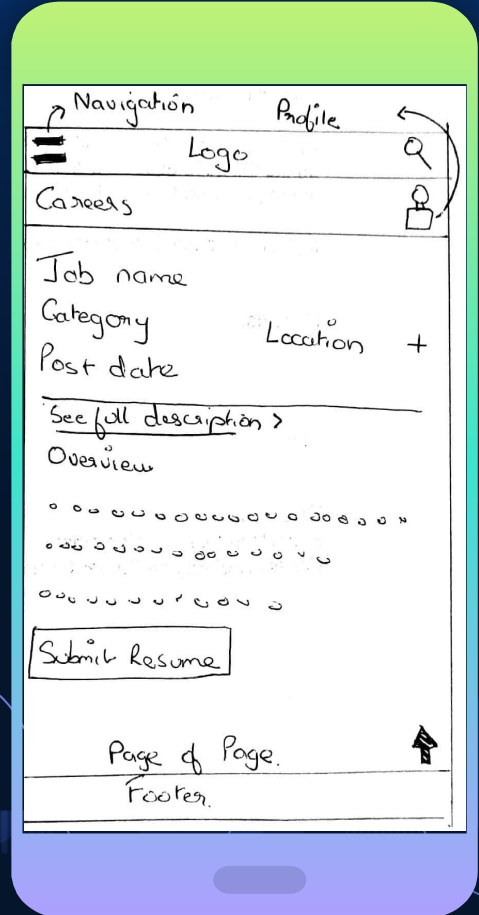 Navigation Profile
Logo
Careers
Job name
Category
Location +
Post date
See full description >
Overview
Submit Resume
Page of Page.
Footer.